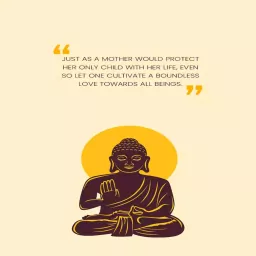 “
JUST AS A MOTHER WOULD PROTECT
HER ONLY CHILD WITH HER LIFE, EVEN
SO LET ONE CULTIVATE A BOUNDLESS
LOVE TOWARDS ALL BEINGS.
”